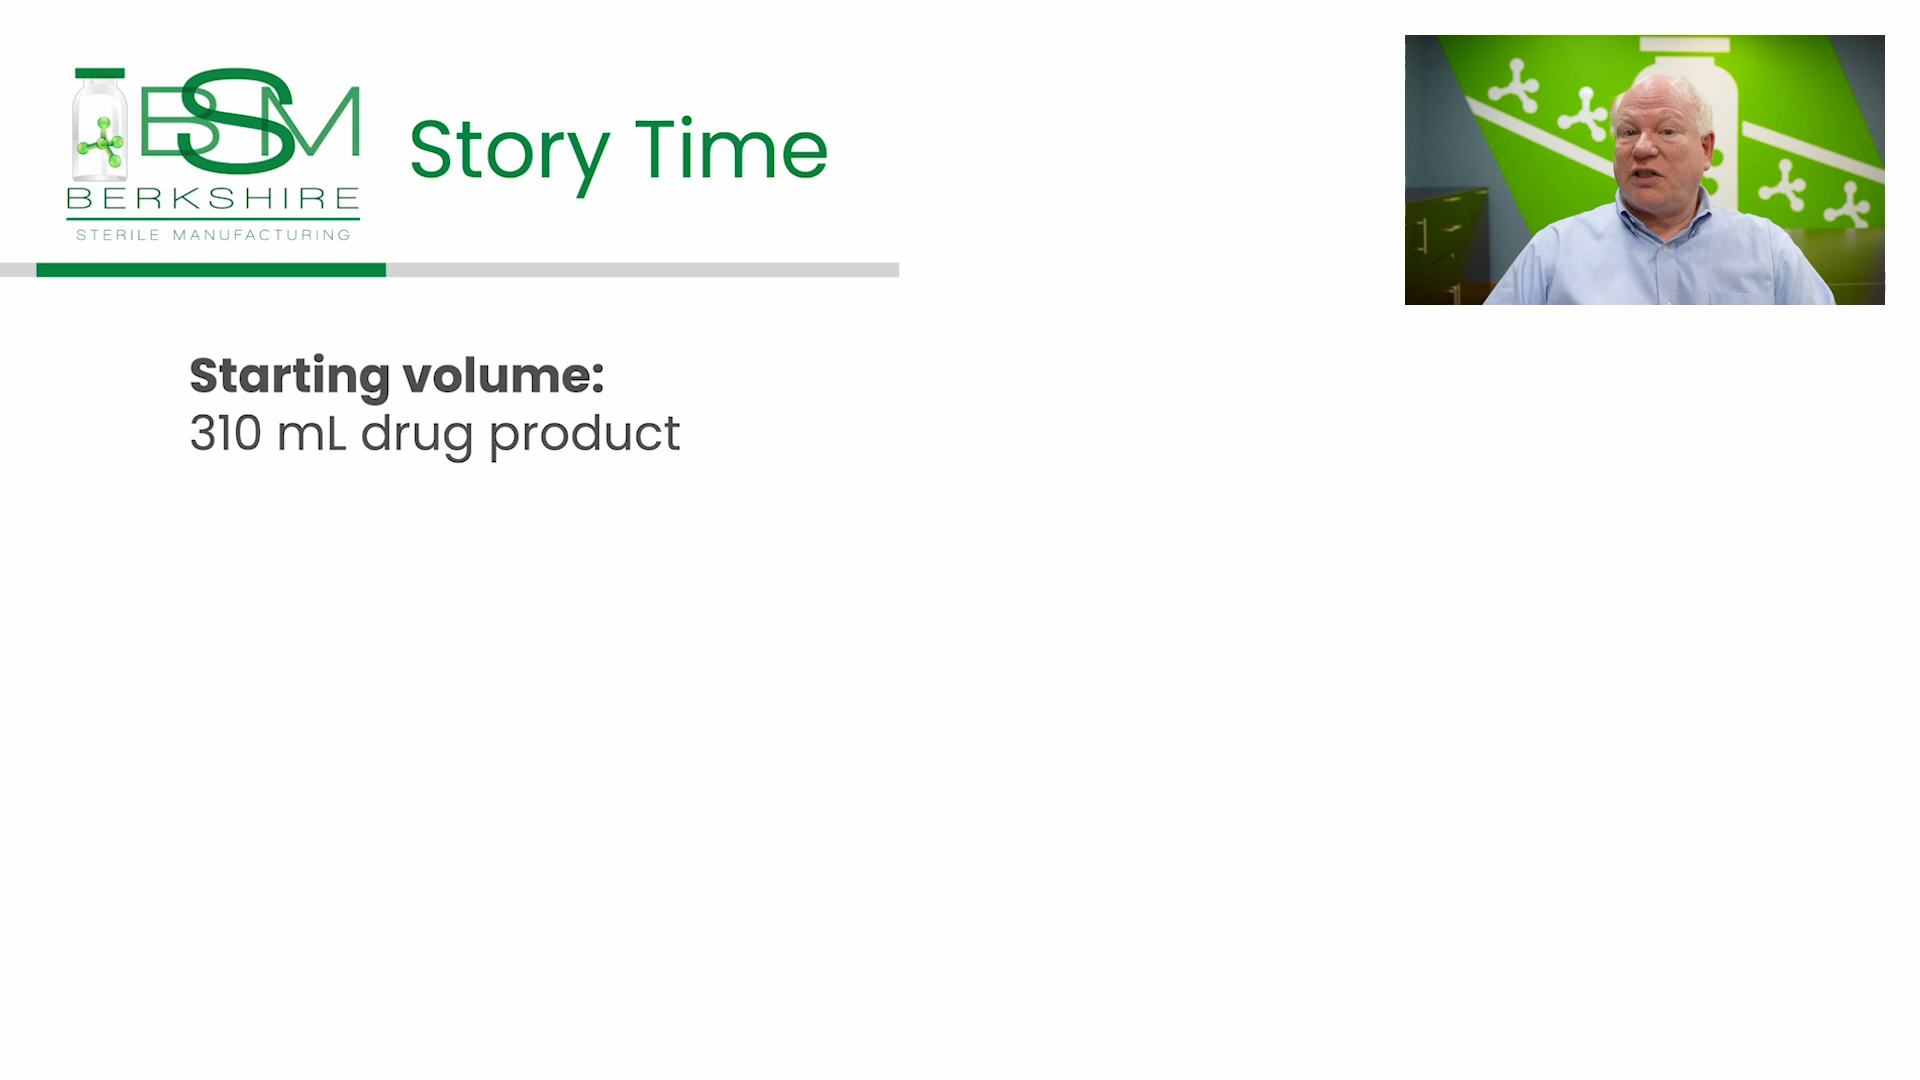 BSM
BERKSHIRE
STERILE MANUFACTURING
Story Time
Starting volume:
310 mL drug product